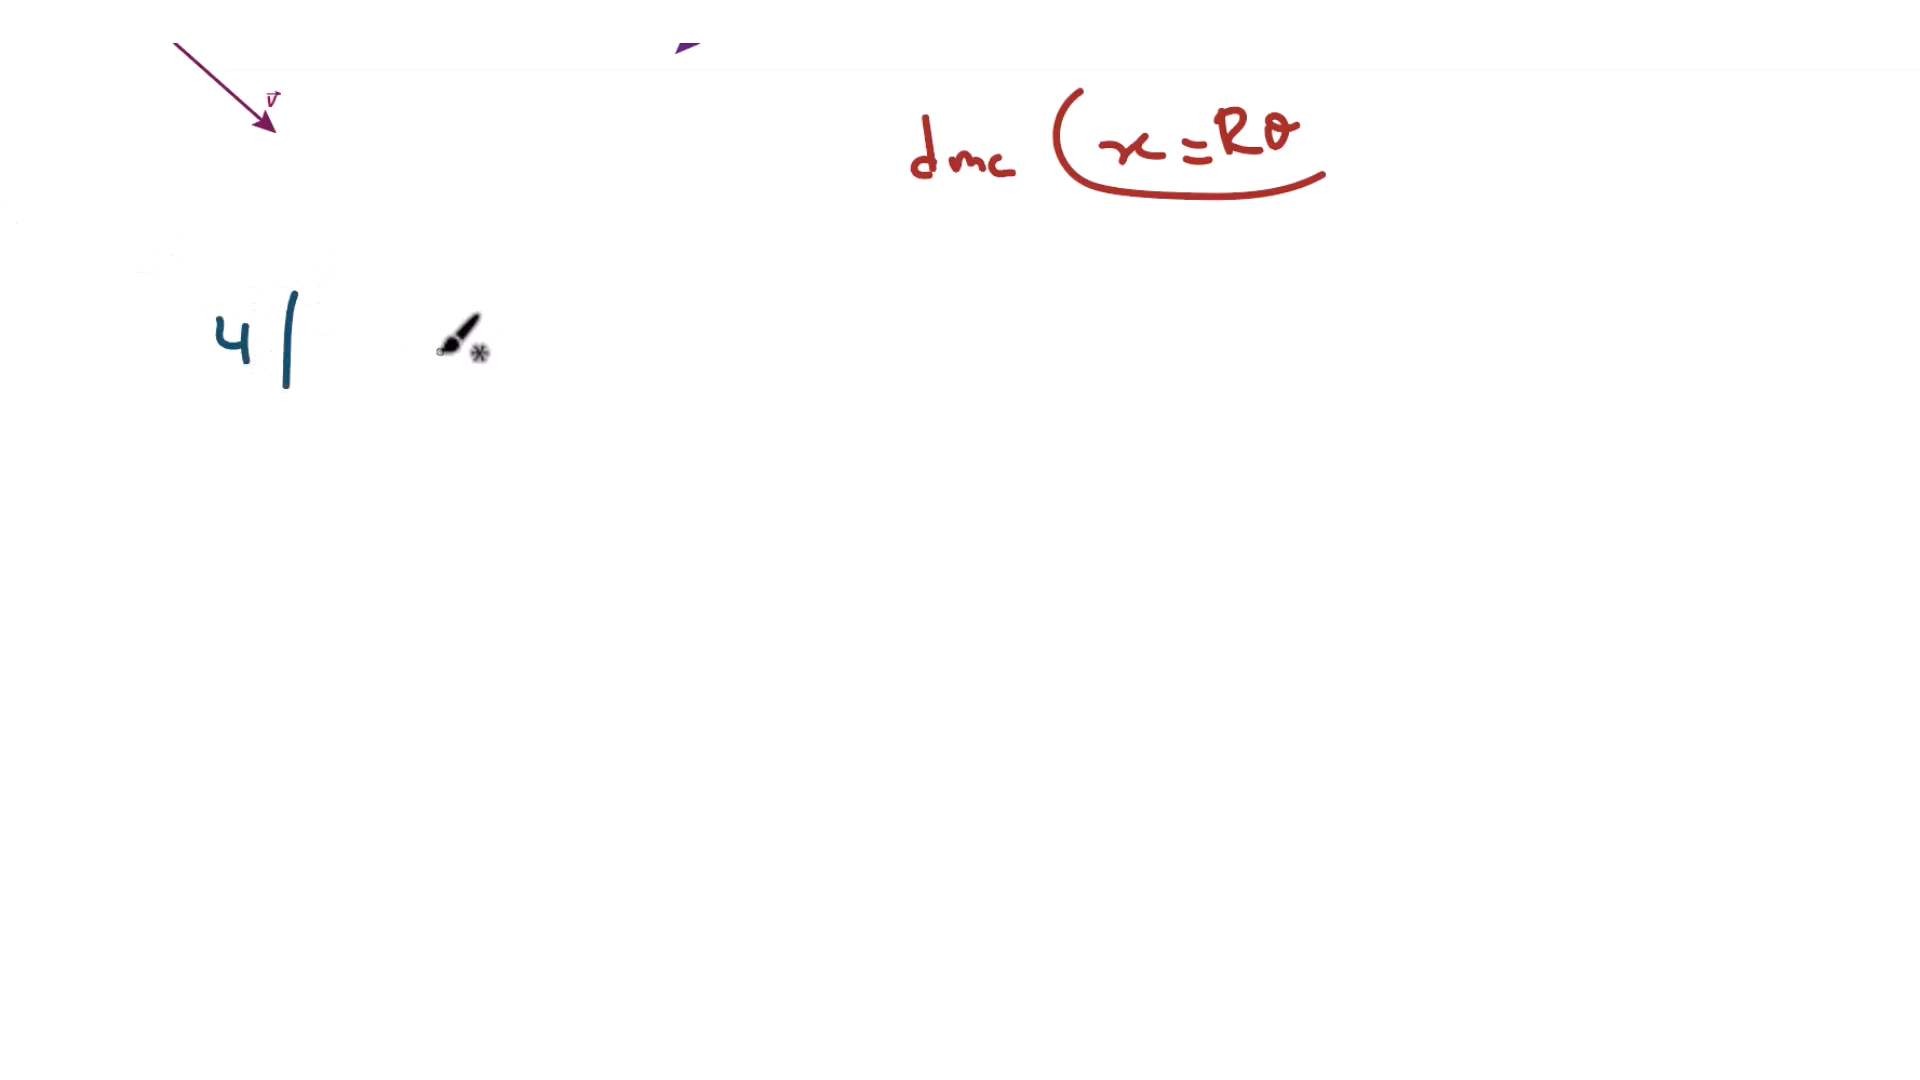 v⃗
dmc (x = Rθ
4|